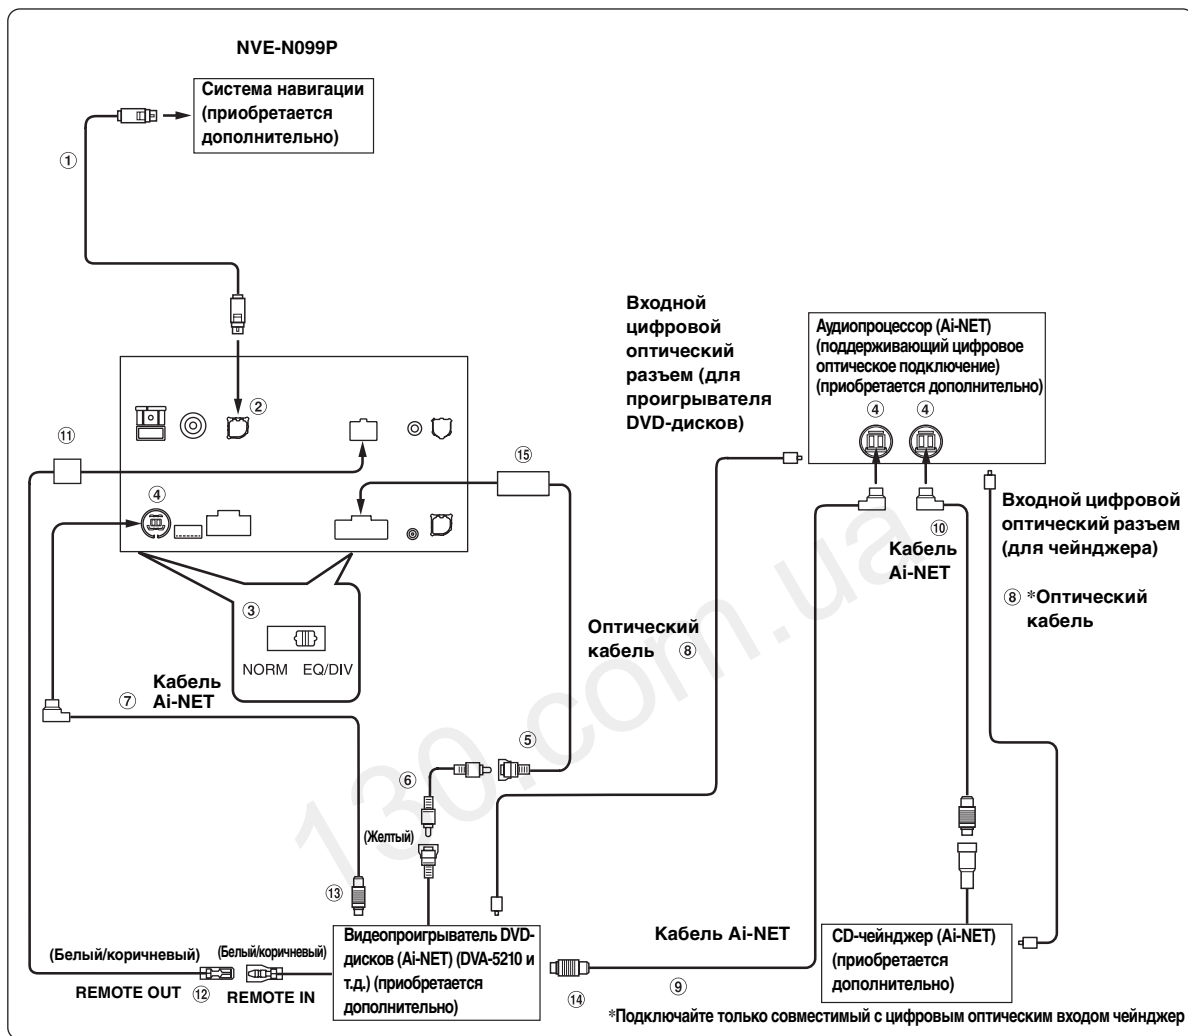 NVE-N099P
Система навигации
(приобретается
дополнительно)
①
②
Входной
цифровой
оптический
разъем (для
проигрывателя
DVD-дисков)
Аудиопроцессор (Ai-NET)
(поддерживающий цифровое
оптическое подключение)
(приобретается дополнительно)
④ ④
⑪
⑮
④
Входной цифровой
оптический разъем
(для чейнджера)
⑩
Кабель
Ai-NET
⑧ *Оптический
кабель
③
NORM EQ/DIV
Оптический
кабель ⑧
Кабель
Ai-NET
⑦
⑤
⑥
(Желтый)
⑬
Видеопроигрыватель DVD-
дисков (Ai-NET) (DVA-5210 и
т.д.) (приобретается
дополнительно)
Кабель Ai-NET
CD-чейнджер (Ai-NET)
(приобретается
дополнительно)
(Белый/коричневый) (Белый/коричневый)
REMOTE OUT ⑫ REMOTE IN
⑭
⑨
*Подключайте только совместимый с цифровым оптическим входом чейнджер
130.com.ua